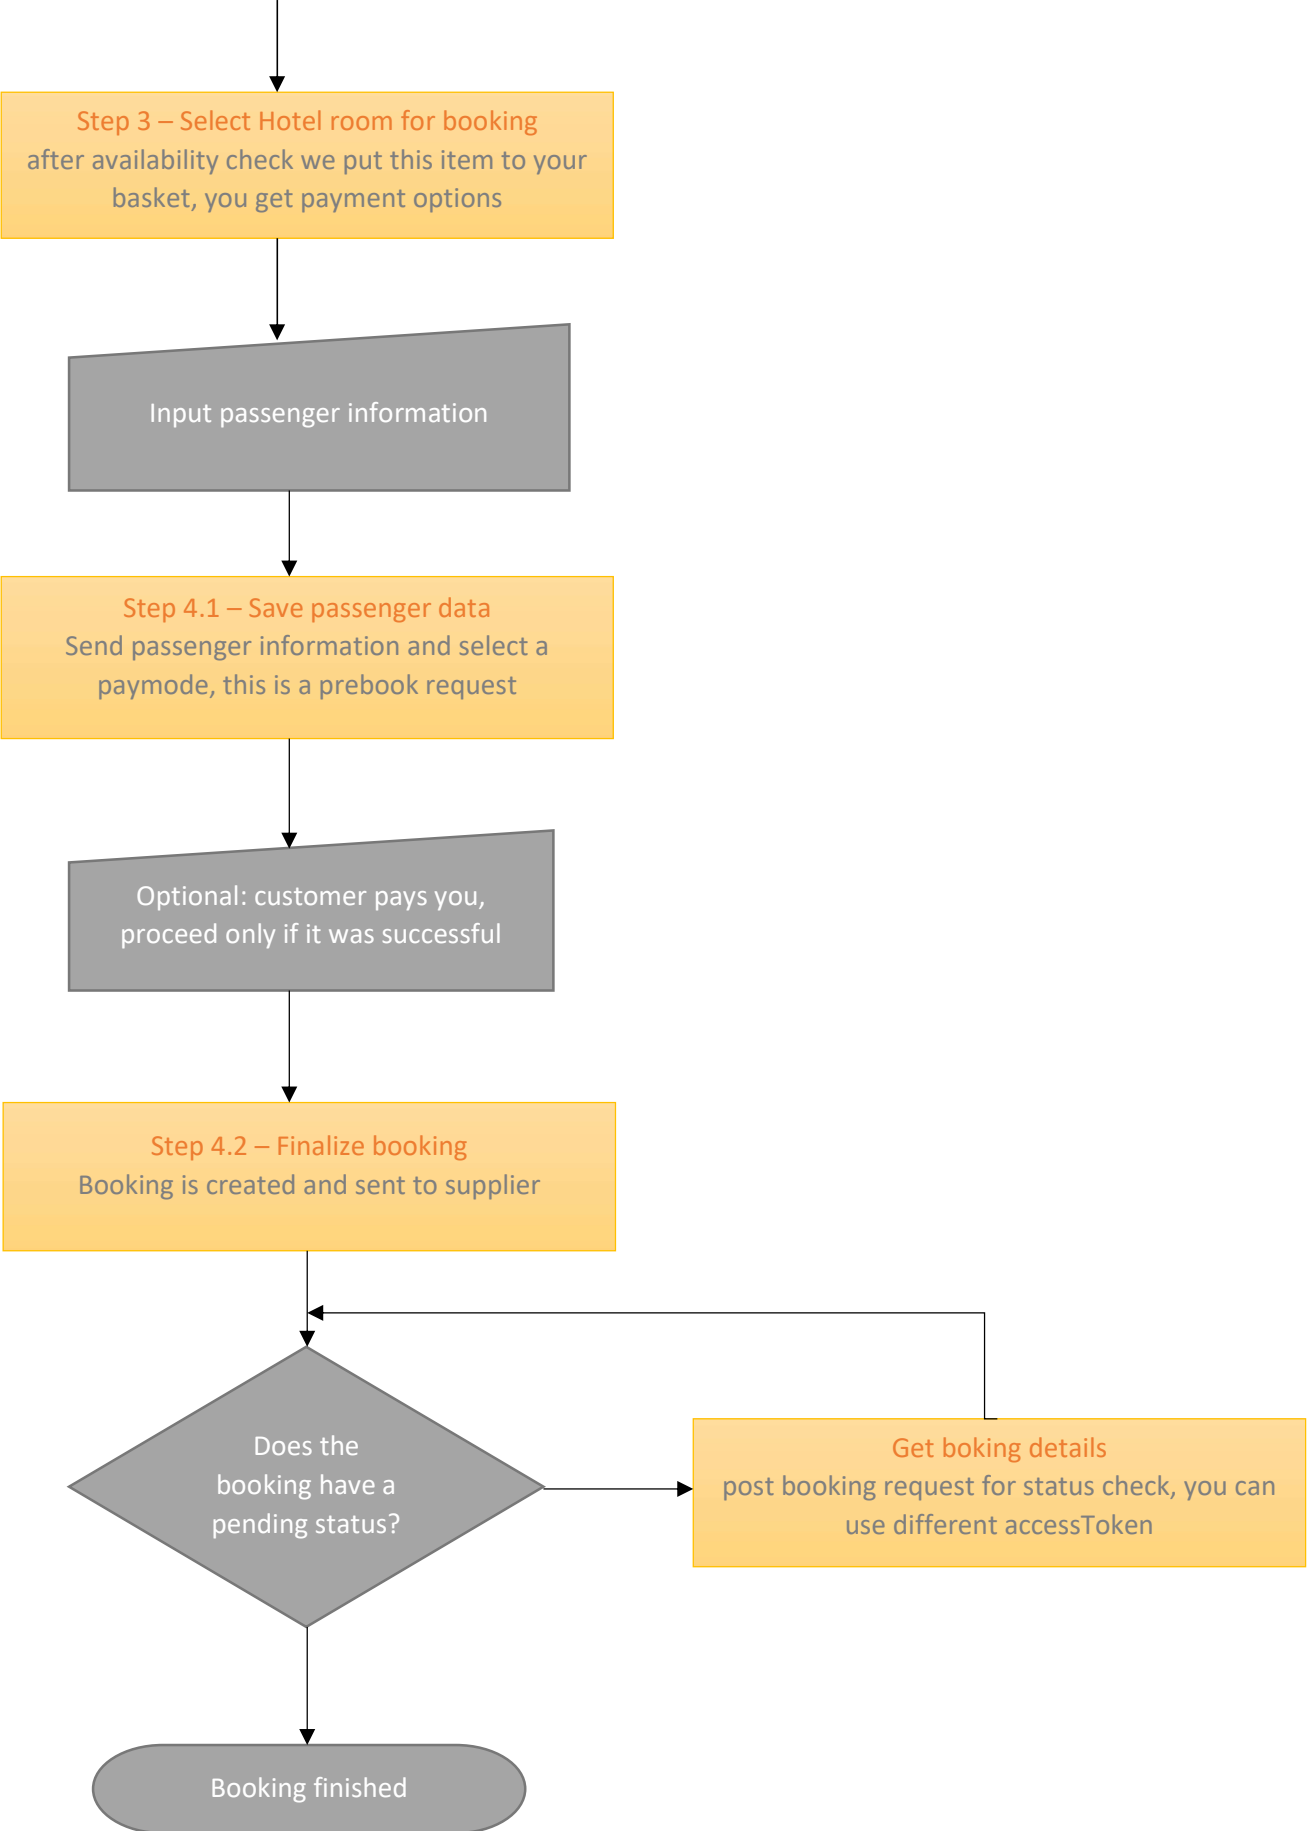 Step 3 – Select Hotel room for booking
after availability check we put this item to your
basket, you get payment options
Input passenger information
Step 4.1 – Save passenger data
Send passenger information and select a
paymode, this is a prebook request
Optional: customer pays you,
proceed only if it was successful
Step 4.2 – Finalize booking
Booking is created and sent to supplier
Does the
booking have a
pending status?
Get boking details
post booking request for status check, you can
use different accessToken
Booking finished